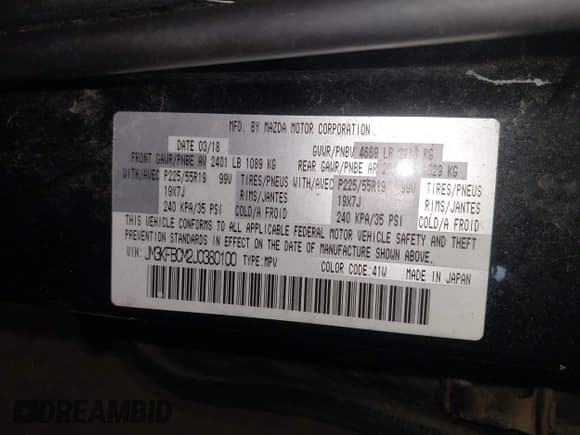 MFD. BY MAZDA MOTOR CORPORATION
DATE 03/18 GVWR/PNBV 4669 LB KG
FRONT GAWR/PNBE AV 2401 LB 1089 KG REAR GAWR/PNBE AR KG
WITH/AVEC P225/55R19 99V TIRES/PNEUS WITH/AVEC P225/55R19 99V TIRES/PNEUS
19X7J RIMS/JANTES 19X7J RIMS/JANTES
240 KPA/35 PSI COLD/A FROID 240 KPA/35 PSI COLD/A FROID
THIS VEHICLE CONFORMS TO ALL APPLICABLE FEDERAL MOTOR VEHICLE SAFETY AND THEFT
PREVENTION STANDARDS IN EFFECT ON THE DATE OF MANUFACTURE SHOWN ABOVE.
VIN: JM3KFBCM2J0380100 TYPE: MPV COLOR CODE: 41W MADE IN JAPAN
DREAMBID